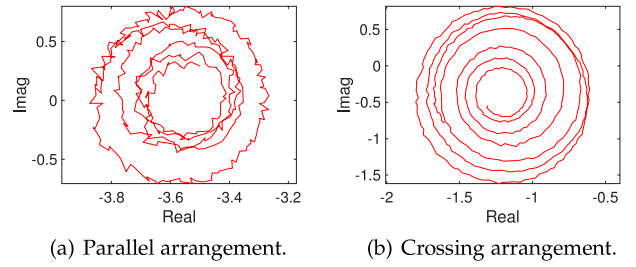 0.5
0
-0.5
Imag
-3.8
-3.6
-3.4
-3.2
Real
(a) Parallel arrangement.
0.5
0
-0.5
-1
-1.5
Imag
-2
-1.5
-1
-0.5
Real
(b) Crossing arrangement.